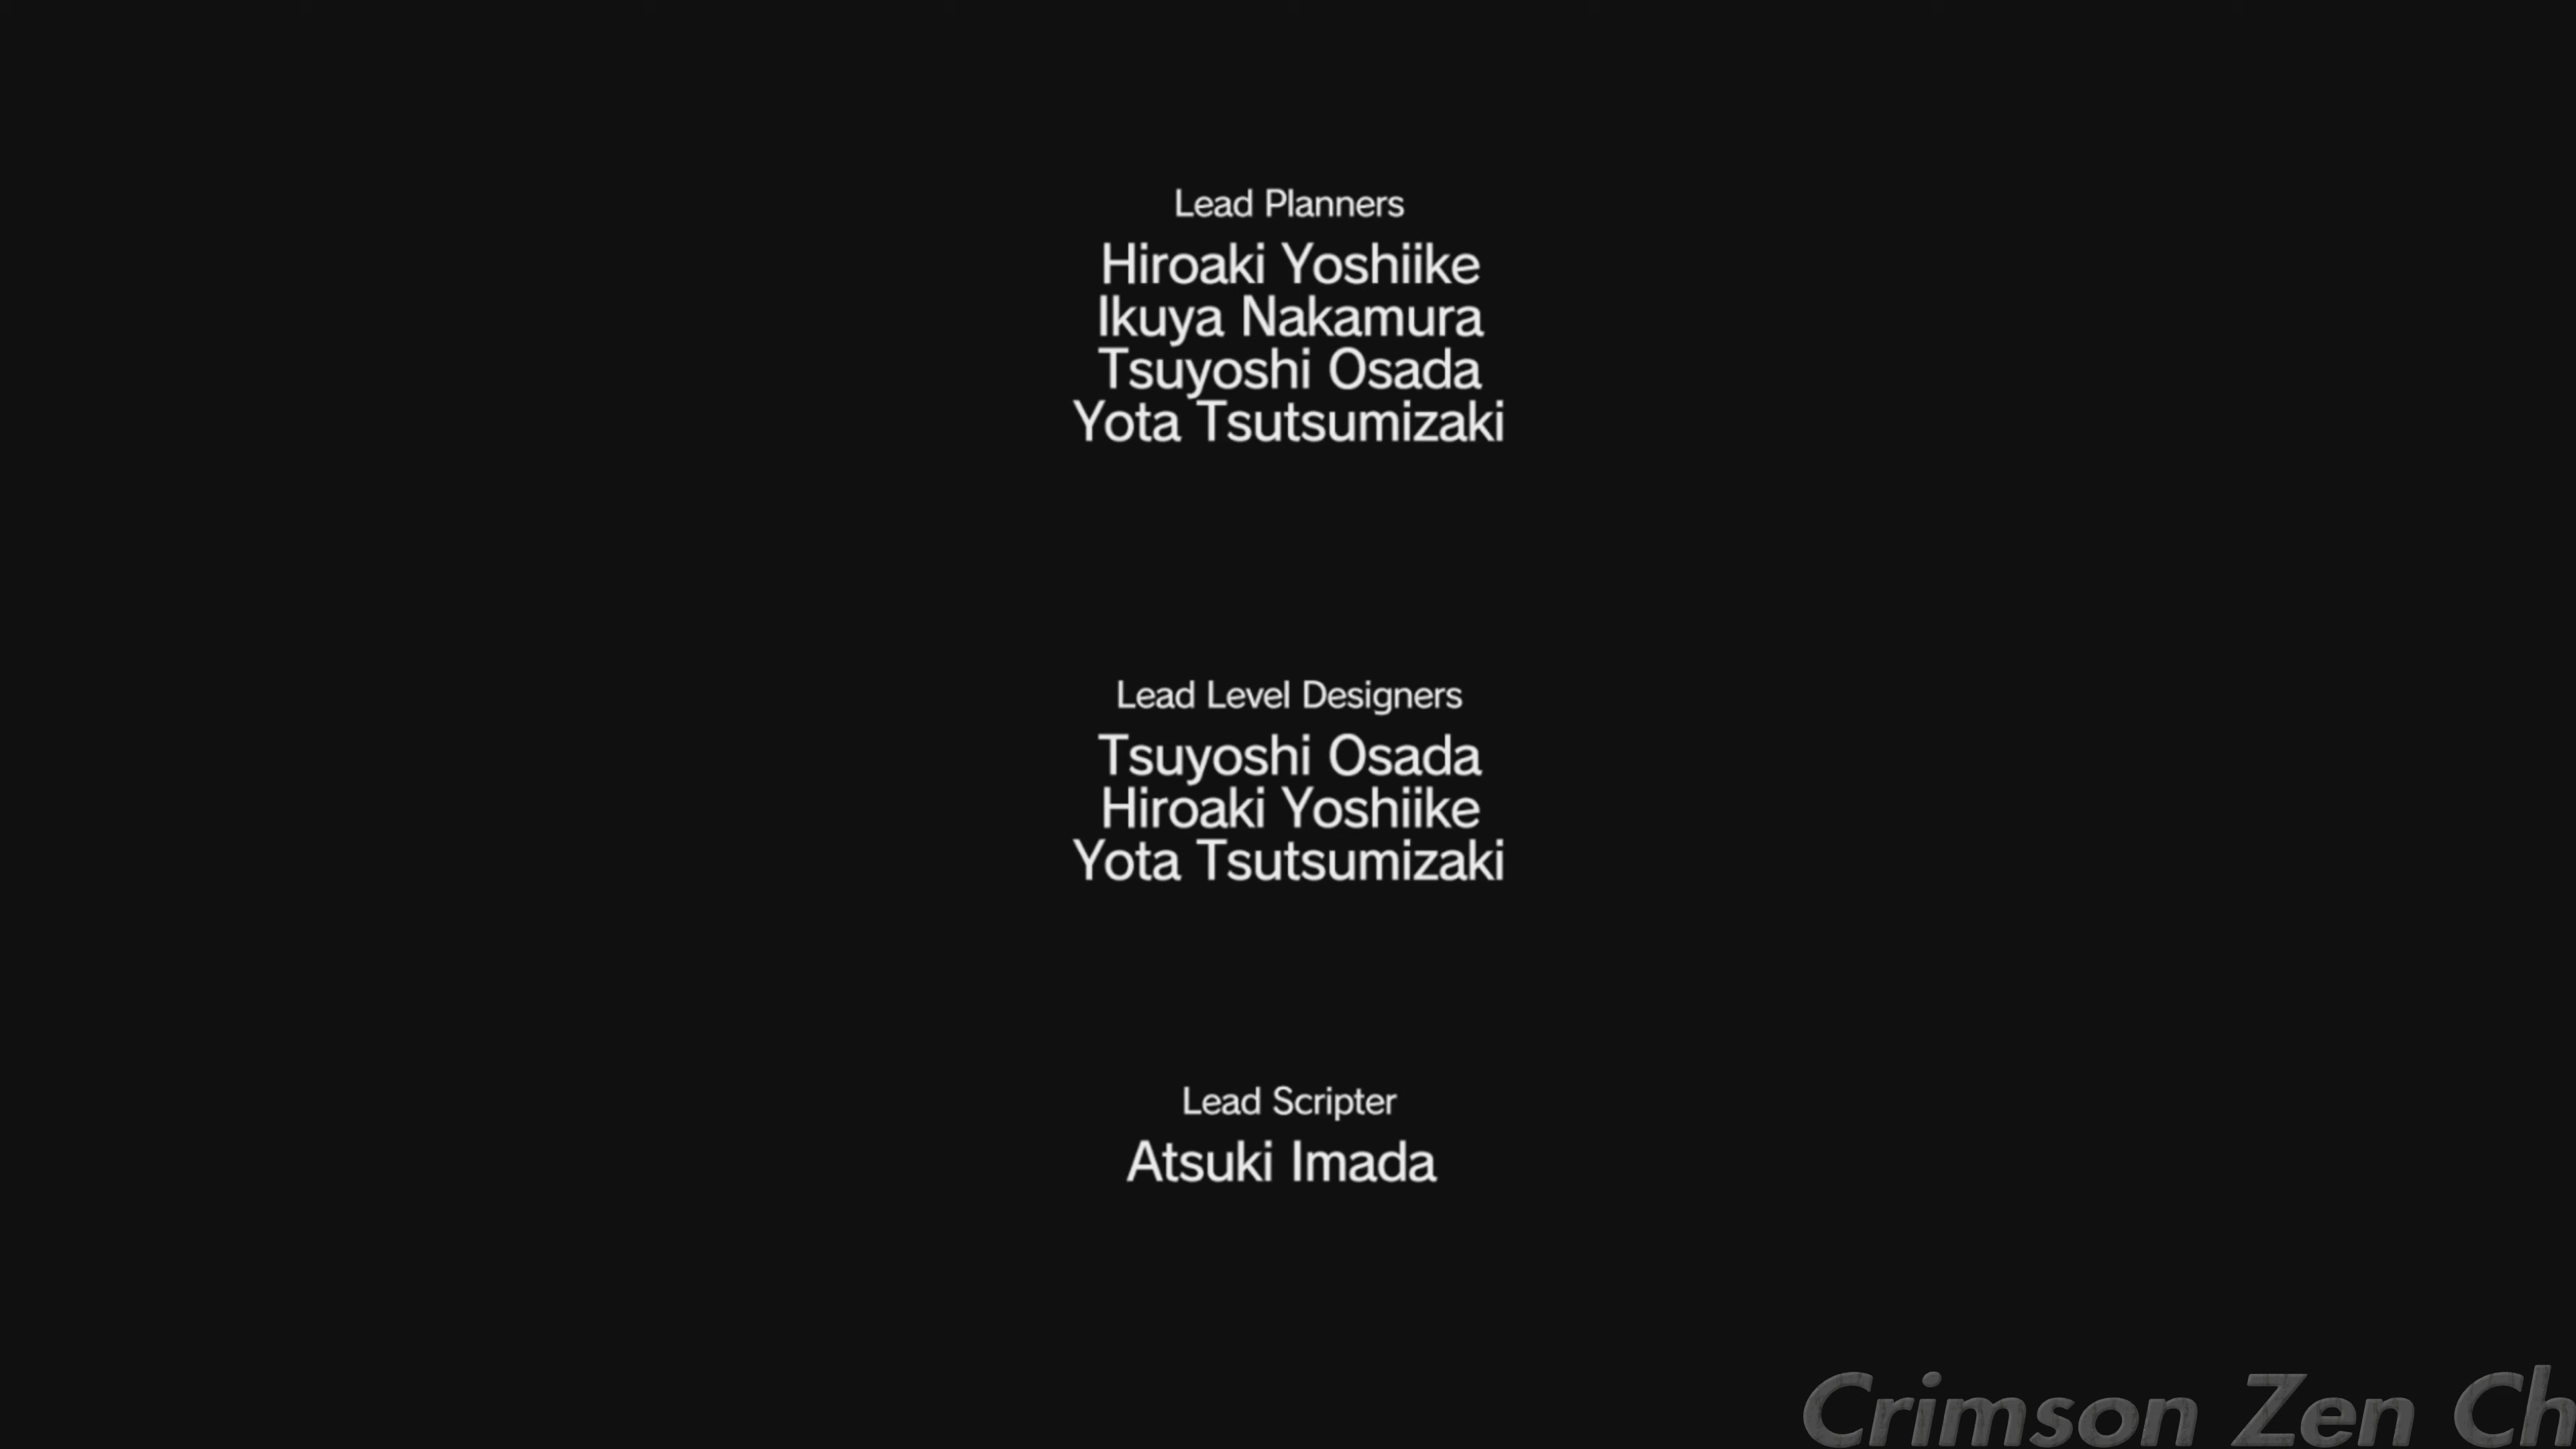 Lead Planners
Hiroaki Yoshiike
Ikuya Nakamura
Tsuyoshi Osada
Yota Tsutsumizaki
Lead Level Designers
Tsuyoshi Osada
Hiroaki Yoshiike
Yota Tsutsumizaki
Lead Scripter
Atsuki Imada
Crimson Zen Ch